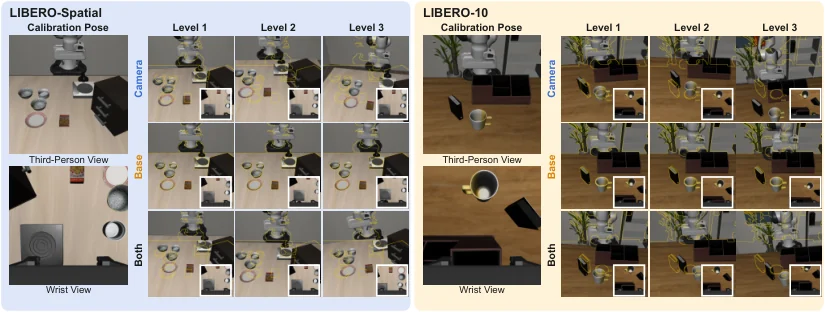 LIBERO-Spatial
Calibration Pose
Level 1
Level 2
Level 3
Camera
Third-Person View
Base
Both
Wrist View
LIBERO-10
Calibration Pose
Level 1
Level 2
Level 3
Camera
Third-Person View
Base
Both
Wrist View